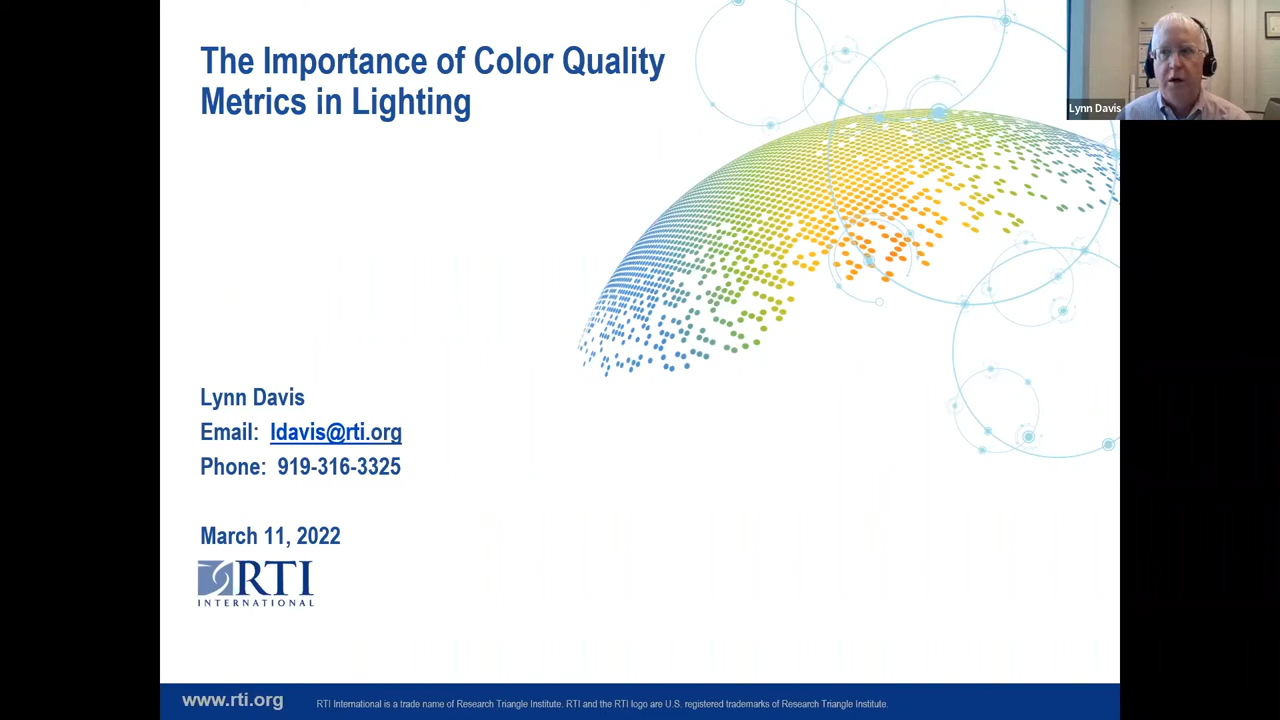 The Importance of Color Quality
Metrics in Lighting
Lynn Davis
Lynn Davis
Email: ldavis@rti.org
Phone: 919-316-3325
March 11, 2022
RTI
INTERNATIONAL
www.rti.org
RTI International is a trade name of Research Triangle Institute. RTI and the RTI logo are U.S. registered trademarks of Research Triangle Institute.